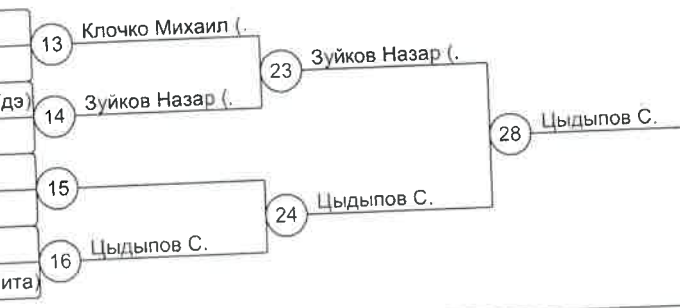 13 Клочко Михаил (.
23 Зуйков Назар (.
дэ) 14 Зуйков Назар (.
28 Цыдыпов С.
15
24 Цыдыпов С.
16 Цыдыпов С.
ита)